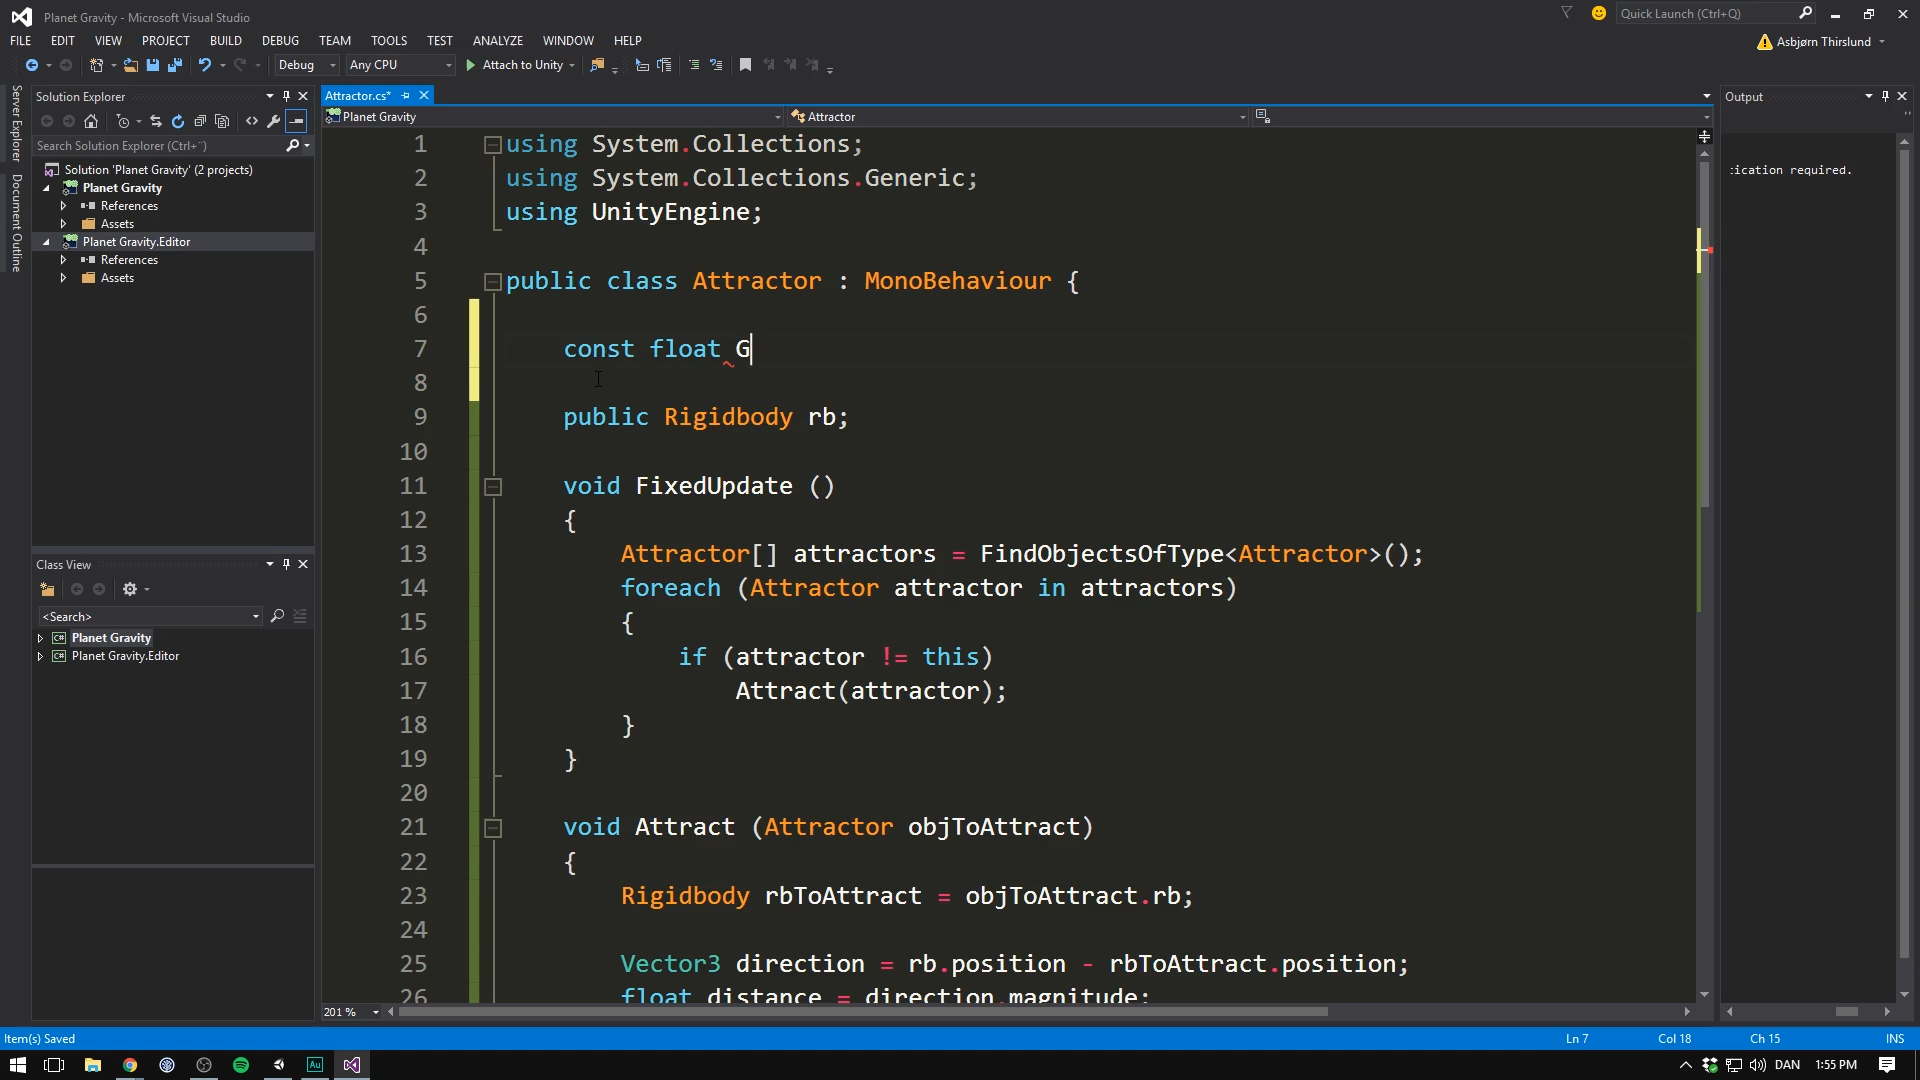 Planet Gravity - Microsoft Visual Studio
Quick Launch (Ctrl+Q)
FILE EDIT VIEW PROJECT BUILD DEBUG TEAM TOOLS TEST ANALYZE WINDOW HELP
Asbjørn Thirslund
Debug Any CPU Attach to Unity
Server Explorer
Document Outline
Solution Explorer
Search Solution Explorer (Ctrl+¨)
Solution 'Planet Gravity' (2 projects)
Planet Gravity
References
Assets
Planet Gravity.Editor
References
Assets
Class View
<Search>
Planet Gravity
Planet Gravity.Editor
Attractor.cs*
Planet Gravity Attractor
1 using System.Collections;
2 using System.Collections.Generic;
3 using UnityEngine;
4
5 public class Attractor : MonoBehaviour {
6
7 const float G
8
9 public Rigidbody rb;
10
11 void FixedUpdate ()
12 {
13 Attractor[] attractors = FindObjectsOfType<Attractor>();
14 foreach (Attractor attractor in attractors)
15 {
16 if (attractor != this)
17 Attract(attractor);
18 }
19 }
20
21 void Attract (Attractor objToAttract)
22 {
23 Rigidbody rbToAttract = objToAttract.rb;
24
25 Vector3 direction = rb.position - rbToAttract.position;
26 float distance = direction.magnitude;
201 %
Output
ication required.
Item(s) Saved Ln 7 Col 18 Ch 15 INS
Au
DAN 1:55 PM